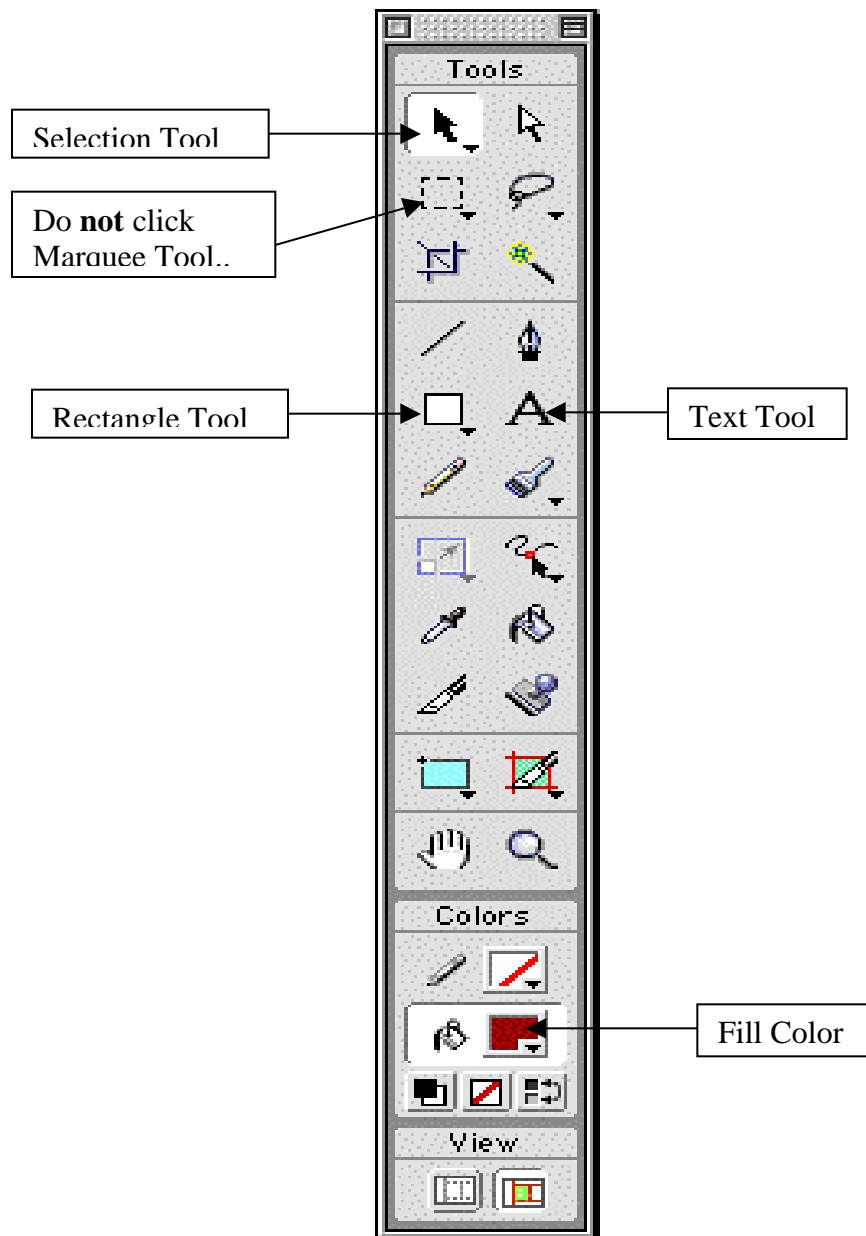 Tools
Selection Tool
Do not click
Marquee Tool..
Rectangle Tool
Text Tool
Colors
Fill Color
View